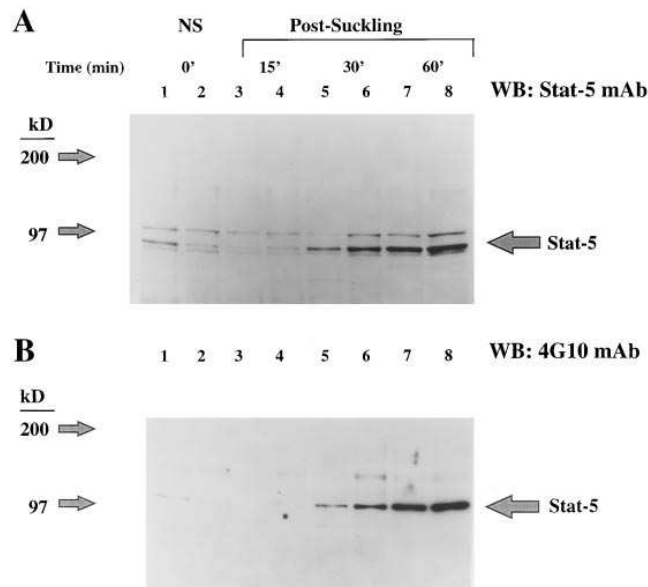 A
NS Post-Suckling
Time (min) 0' 15' 30' 60'
1 2 3 4 5 6 7 8 WB: Stat-5 mAb
kD
200
97
Stat-5
B
1 2 3 4 5 6 7 8 WB: 4G10 mAb
kD
200
97
Stat-5